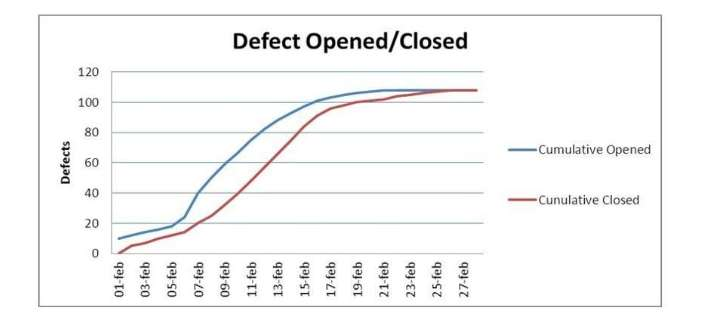 Defect Opened/Closed
120
100
80
60
40
20
0
Defects
01-feb
03-feb
05-feb
07-feb
09-feb
11-feb
13-feb
15-feb
17-feb
19-feb
21-feb
23-feb
25-feb
27-feb
Cumulative Opened
Cunulative Closed